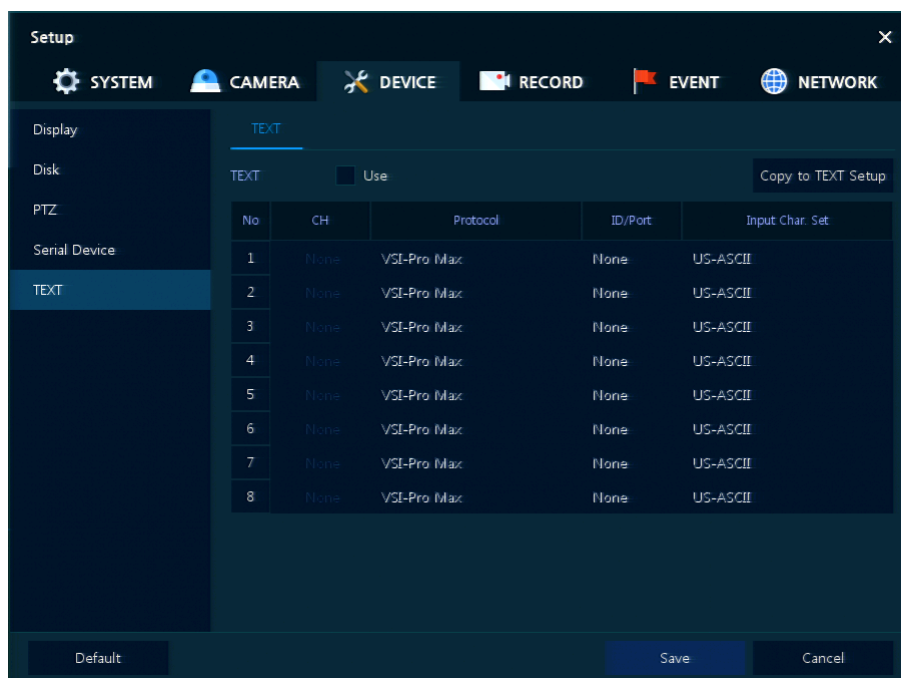 Setup
SYSTEM CAMERA DEVICE RECORD EVENT NETWORK
Display
Disk
PTZ
Serial Device
TEXT
TEXT
TEXT Use Copy to TEXT Setup
No CH Protocol ID/Port Input Char. Set
1 None VSI-Pro Max None US-ASCII
2 None VSI-Pro Max None US-ASCII
3 None VSI-Pro Max None US-ASCII
4 None VSI-Pro Max None US-ASCII
5 None VSI-Pro Max None US-ASCII
6 None VSI-Pro Max None US-ASCII
7 None VSI-Pro Max None US-ASCII
8 None VSI-Pro Max None US-ASCII
Default Save Cancel